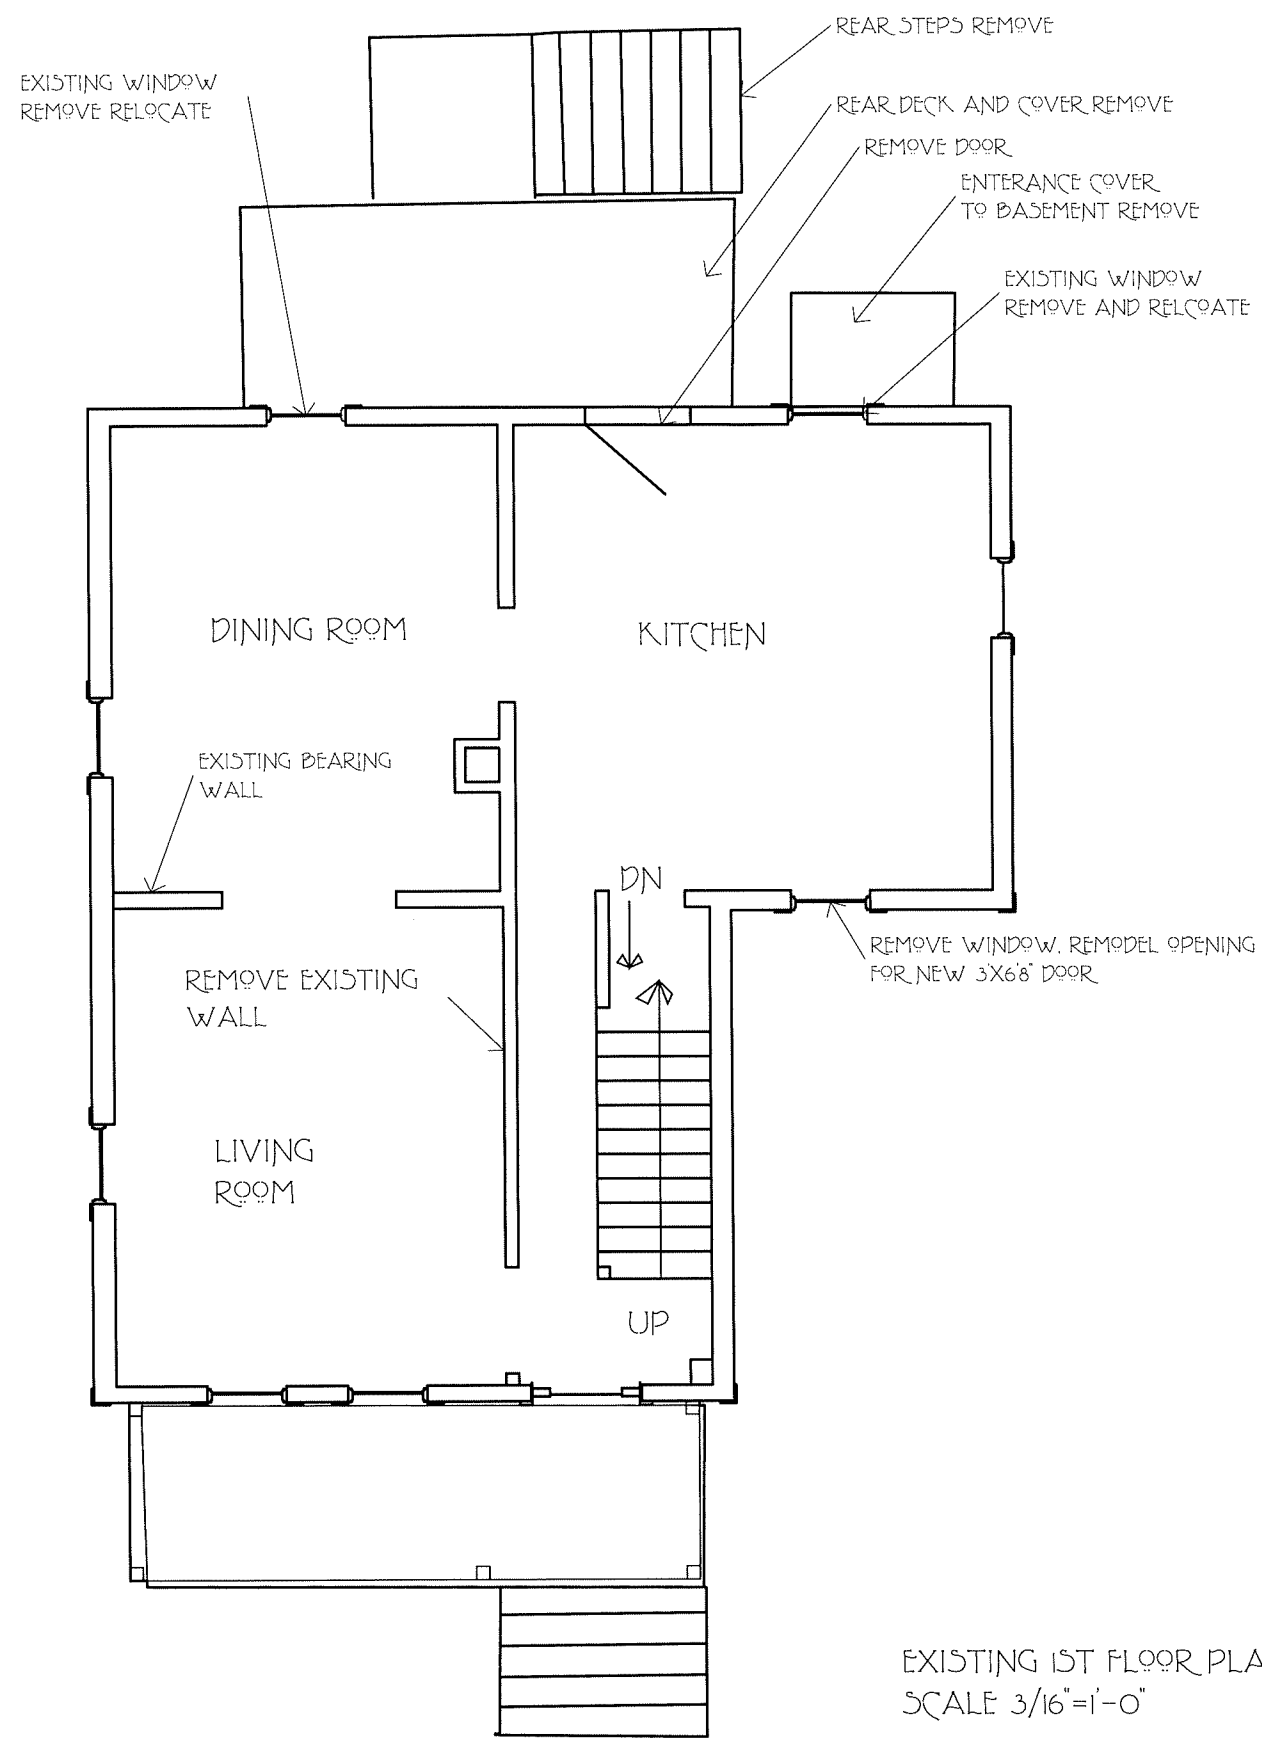 REAR STEPS REMOVE
EXISTING WINDOW
REMOVE RELOCATE
REAR DECK AND COVER REMOVE
REMOVE DOOR
ENTERANCE COVER
TO BASEMENT REMOVE
EXISTING WINDOW
REMOVE AND RELCOATE
DINING ROOM
KITCHEN
EXISTING BEARING
WALL
DN
REMOVE WINDOW, REMODEL OPENING
FOR NEW 3'X6'8" DOOR
REMOVE EXISTING
WALL
LIVING
ROOM
UP
EXISTING 1ST FLOOR PLA
SCALE 3/16"=1'-0"